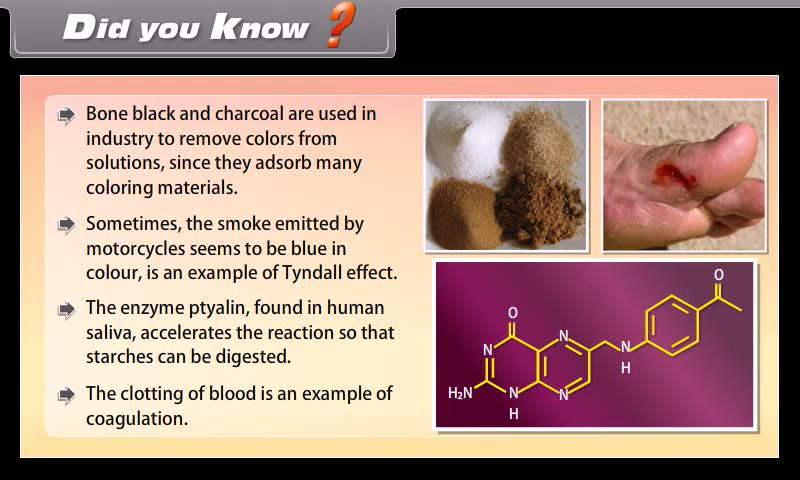 Did you Know ?
Bone black and charcoal are used in
industry to remove colors from
solutions, since they adsorb many
coloring materials.
Sometimes, the smoke emitted by
motorcycles seems to be blue in
colour, is an example of Tyndall effect.
The enzyme ptyalin, found in human
saliva, accelerates the reaction so that
starches can be digested.
The clotting of blood is an example of
coagulation.
O
O
N
N
N
H
H₂N
N
H
N